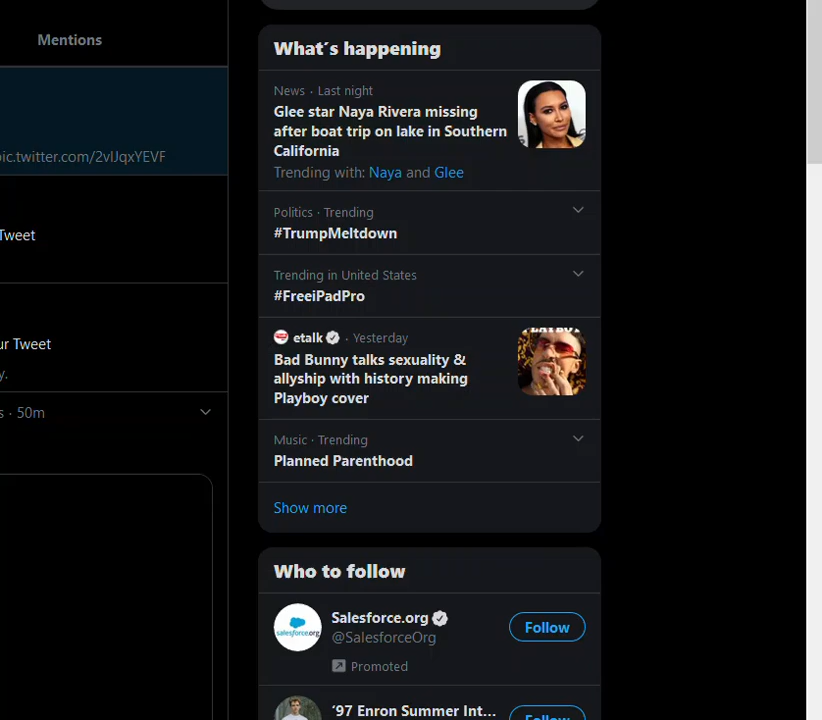 Mentions
pic.twitter.com/2vlJqxYEVF
Tweet
ur Tweet
y.
s · 50m
What's happening
News · Last night
Glee star Naya Rivera missing
after boat trip on lake in Southern
California
Trending with: Naya and Glee
Politics · Trending
#TrumpMeltdown
Trending in United States
#FreeiPadPro
etalk · Yesterday
Bad Bunny talks sexuality &
allyship with history making
Playboy cover
Music · Trending
Planned Parenthood
Show more
Who to follow
Salesforce.org
@SalesforceOrg
Follow
Promoted
'97 Enron Summer Int...
Follow
salesforce.org